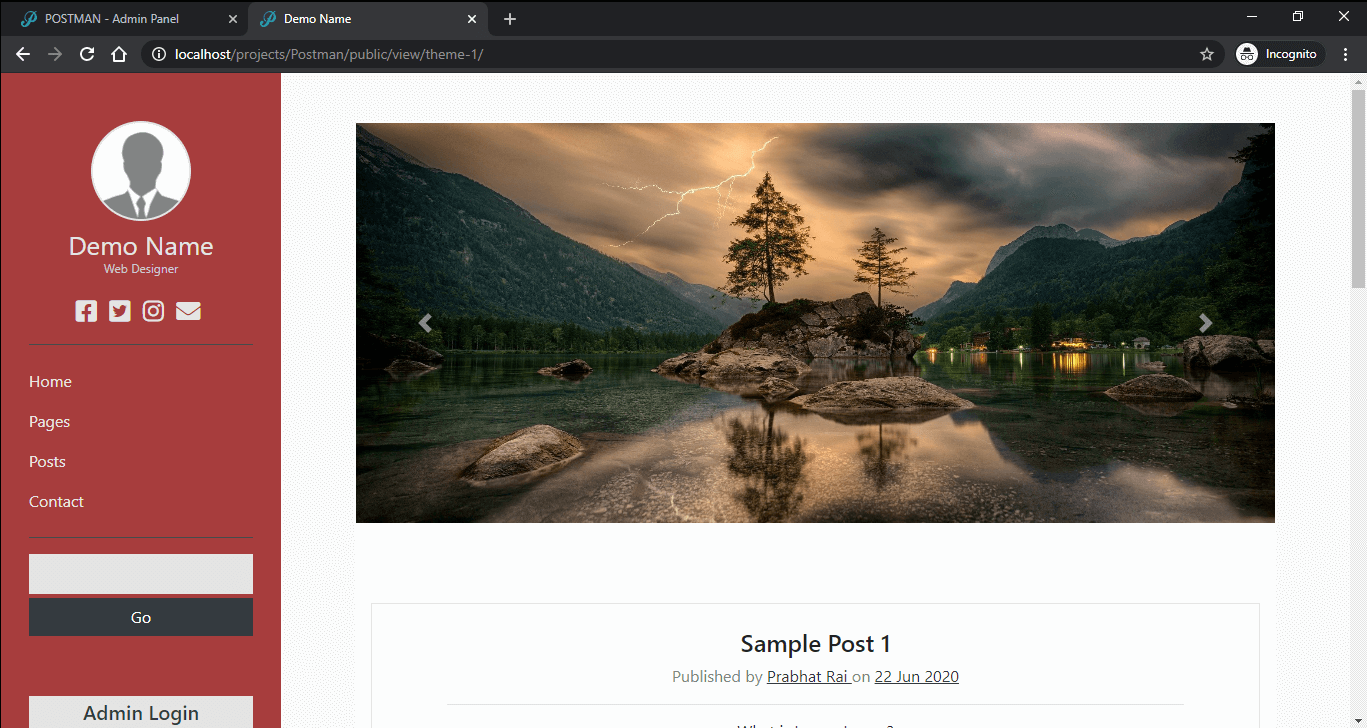 POSTMAN - Admin Panel
Demo Name
localhost/projects/Postman/public/view/theme-1/
Incognito
Demo Name
Web Designer
Home
Pages
Posts
Contact
Go
Admin Login
Sample Post 1
Published by Prabhat Rai on 22 Jun 2020